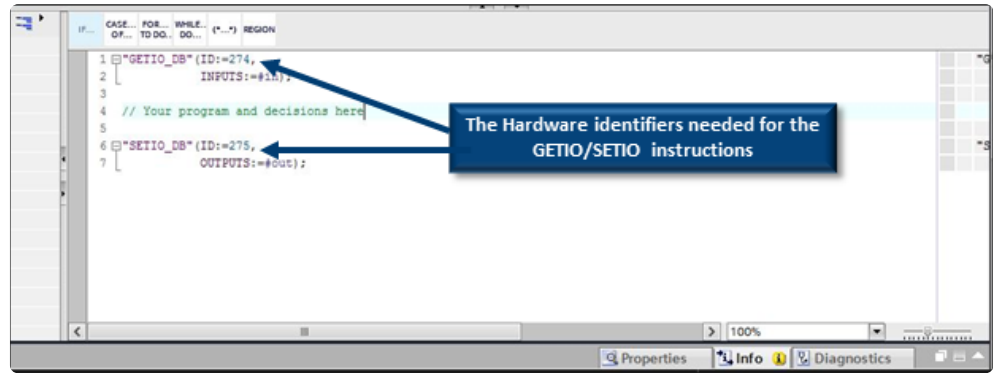 IF... CASE... OF... FOR... TO DO.. WHILE.. DO... (*...*) REGION
1 "GETIO_DB"(ID:=274,
2 INPUTS:=#in);
3
4 // Your program and decisions here
5
6 "SETIO_DB"(ID:=275,
7 OUTPUTS:=#out);
The Hardware identifiers needed for the
GETIO/SETIO instructions
"G
"S
100%
Properties Info Diagnostics